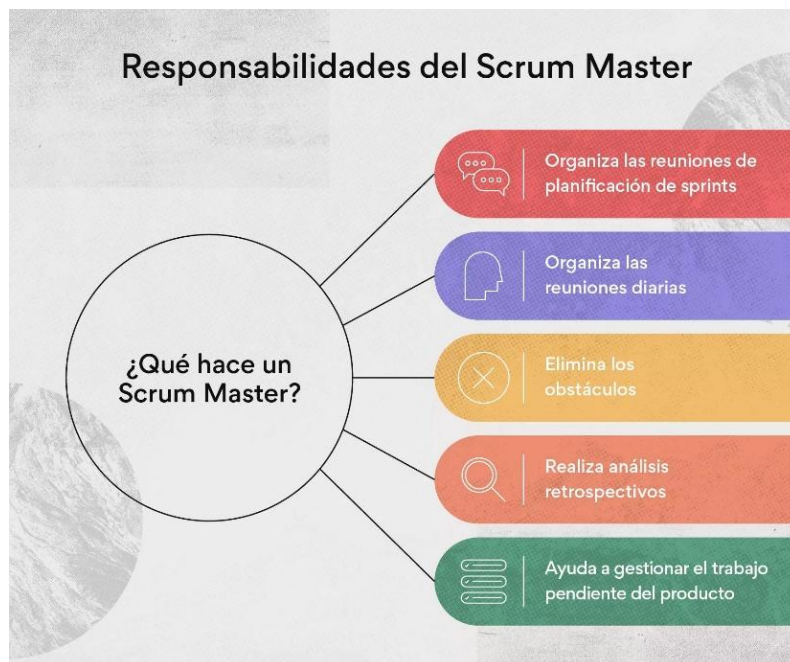 Responsabilidades del Scrum Master
¿Qué hace un
Scrum Master?
Organiza las reuniones de
planificación de sprints
Organiza las
reuniones diarias
Elimina los
obstáculos
Realiza análisis
retrospectivos
Ayuda a gestionar el trabajo
pendiente del producto